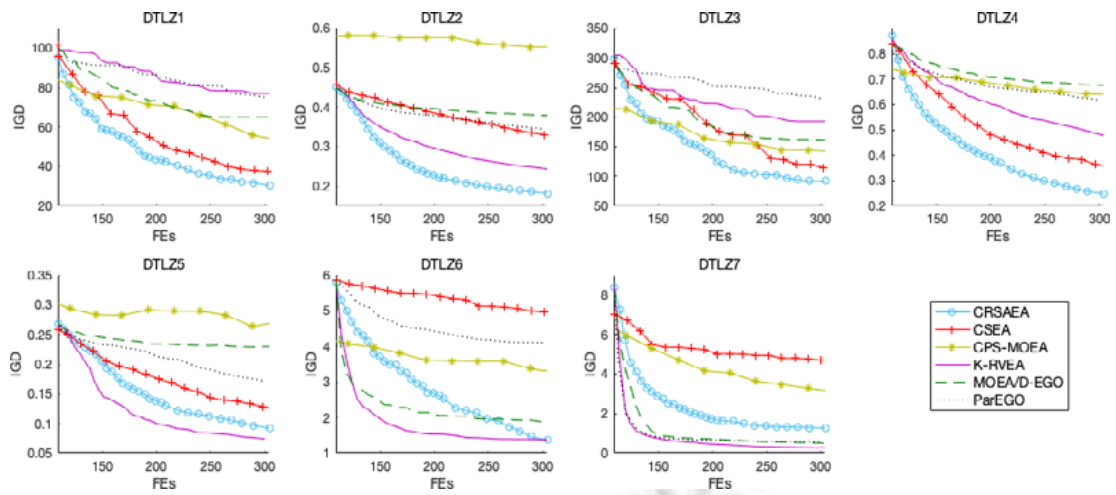 DTLZ1
DTLZ2
DTLZ3
DTLZ4
IGD
100
80
60
40
20
150
200
250
300
FEs
IGD
0.6
0.5
0.4
0.3
0.2
150
200
250
300
FEs
IGD
350
300
250
200
150
100
50
150
200
250
300
FEs
IGD
0.8
0.7
0.6
0.5
0.4
0.3
0.2
150
200
250
300
FEs
DTLZ5
DTLZ6
DTLZ7
IGD
0.35
0.3
0.25
0.2
0.15
0.1
0.05
150
200
250
300
FEs
IGD
6
5
4
3
2
1
150
200
250
300
FEs
IGD
8
6
4
2
0
150
200
250
300
FEs
CRSAEA
CSEA
CPS-MOEA
K-RVEA
MOEA/D-EGO
ParEGO